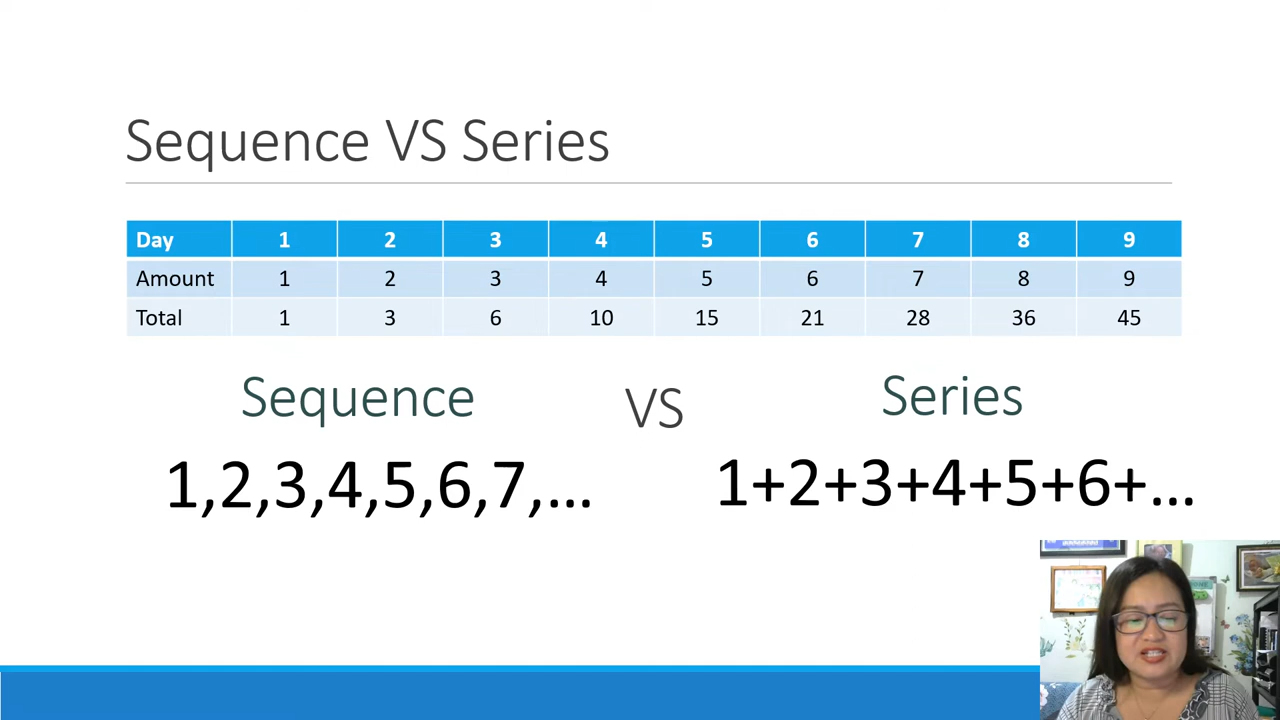 Sequence VS Series
Day 1 2 3 4 5 6 7 8 9
Amount 1 2 3 4 5 6 7 8 9
Total 1 3 6 10 15 21 28 36 45
Sequence VS Series
1,2,3,4,5,6,7,... 1+2+3+4+5+6+...